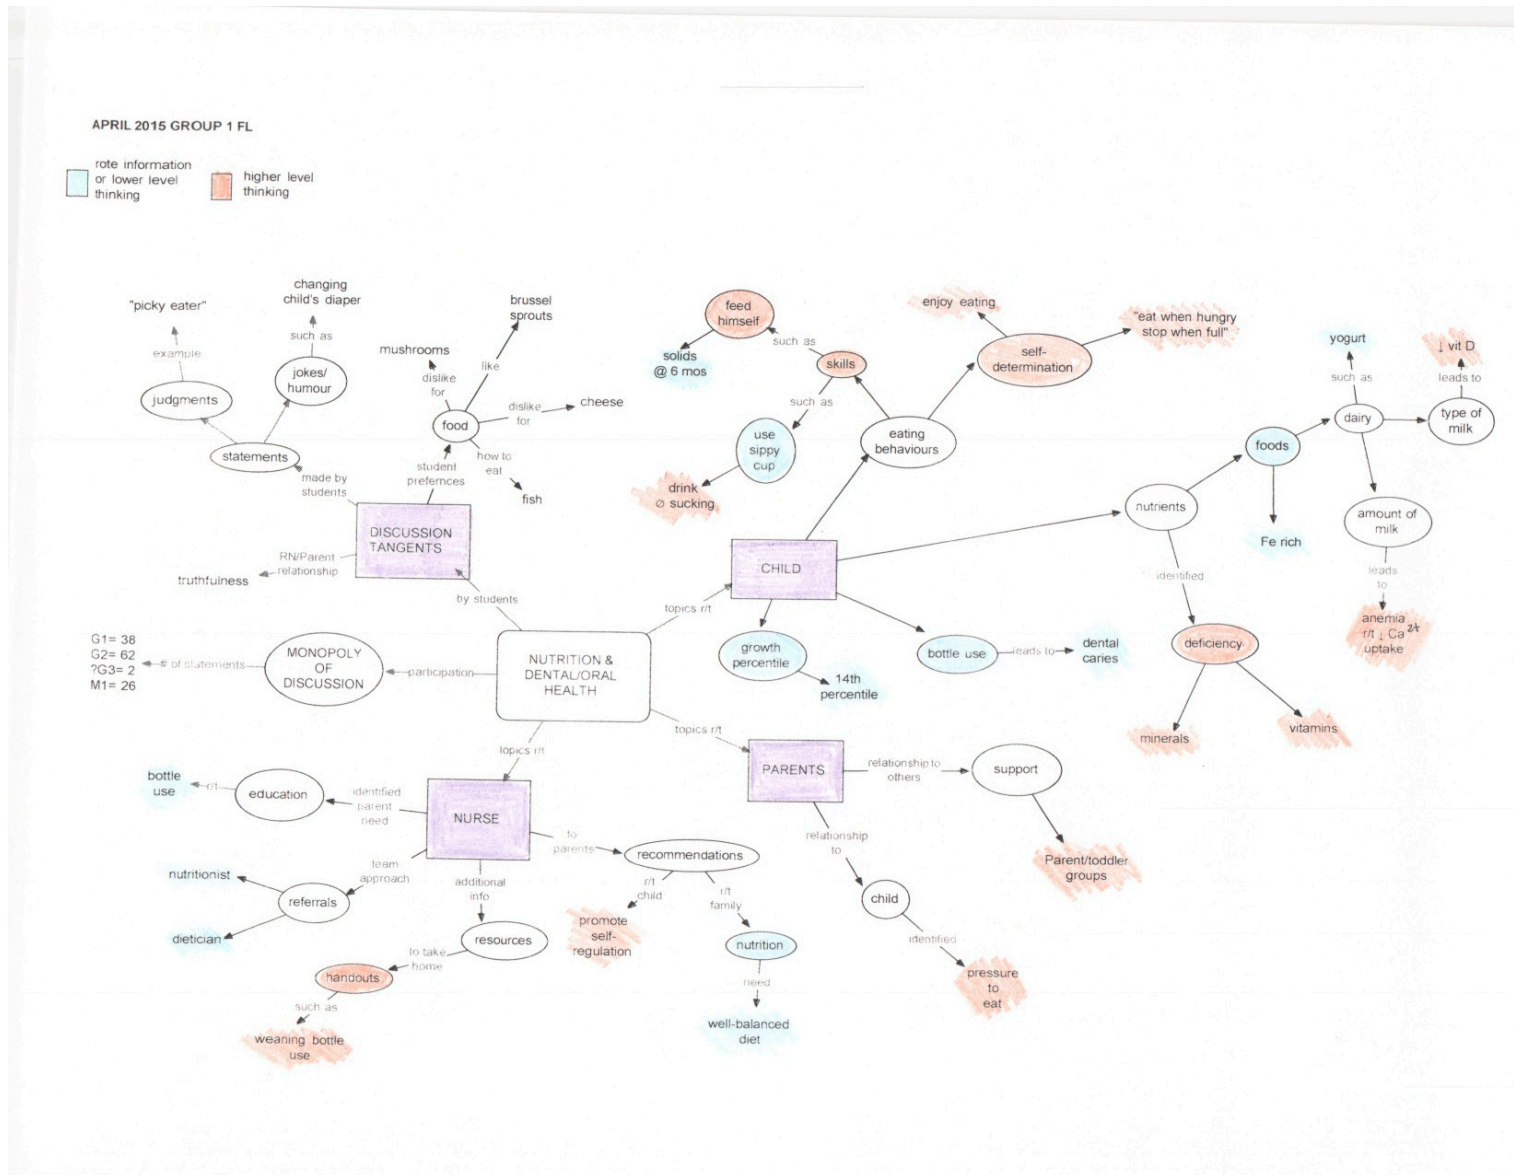 APRIL 2015 GROUP 1 FL
rote information
or lower level
thinking
higher level
thinking
"picky eater"
example
judgments
changing
child's diaper
such as
jokes/
humour
statements
made by
students
mushrooms
dislike
for
brussel
sprouts
like
food
dislike
for
cheese
how to
eat
fish
student
prefernces
DISCUSSION
TANGENTS
RN/Parent
relationship
truthfulness
by students
feed
himself
such as
solids
@ 6 mos
skills
such as
use
sippy
cup
drink
∅ sucking
eating
behaviours
enjoy eating
self-
determination
"eat when hungry
stop when full"
yogurt
such as
↓ vit D
leads to
dairy
type of
milk
foods
Fe rich
amount of
milk
leads
to
anemia
r/t ↓ Ca 2+
uptake
nutrients
identified
deficiency
minerals
vitamins
CHILD
topics r/t
growth
percentile
14th
percentile
bottle use
leads to
dental
caries
G1= 38
G2= 62
?G3= 2
M1= 26
# of statements
MONOPOLY
OF
DISCUSSION
participation
NUTRITION &
DENTAL/ORAL
HEALTH
topics r/t
topics r/t
PARENTS
relationship to
others
support
Parent/toddler
groups
relationship
to
child
identified
pressure
to
eat
NURSE
identified
parent
need
education
r/t
bottle
use
team
approach
referrals
nutritionist
dietician
additional
info
resources
to take
home
handouts
such as
weaning bottle
use
to
parents
recommendations
r/t
child
promote
self-
regulation
r/t
family
nutrition
need
well-balanced
diet